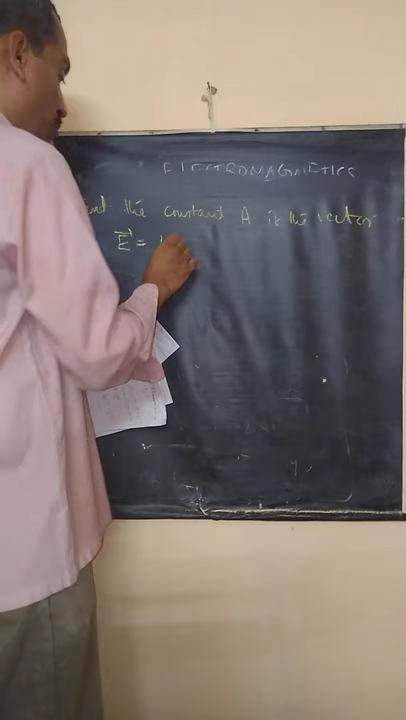 ELECTROMAGNETICS
the constant A if the vector
E⃗ =